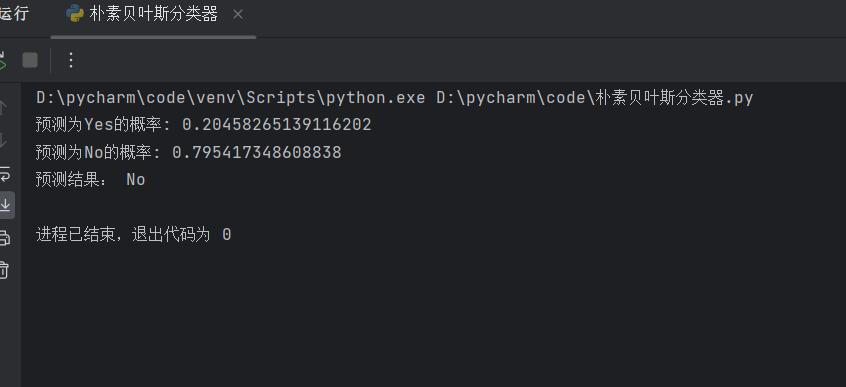 运行
朴素贝叶斯分类器
D:\pycharm\code\venv\Scripts\python.exe D:\pycharm\code\朴素贝叶斯分类器.py
预测为Yes的概率: 0.20458265139116202
预测为No的概率: 0.795417348608838
预测结果: No
进程已结束，退出代码为 0